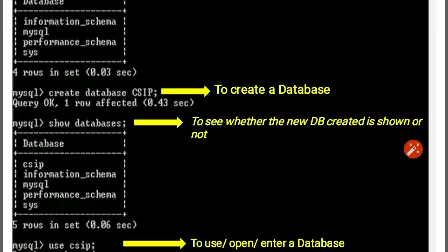 Database
information_schema
mysql
performance_schema
sys
4 rows in set (0.03 sec)
mysql> create database CSIP; To create a Database
Query OK, 1 row affected (0.43 sec)
mysql> show databases; To see whether the new DB created is shown or
not
Database
csip
information_schema
mysql
performance_schema
sys
5 rows in set (0.06 sec)
mysql> use csip; To use/ open/ enter a Database